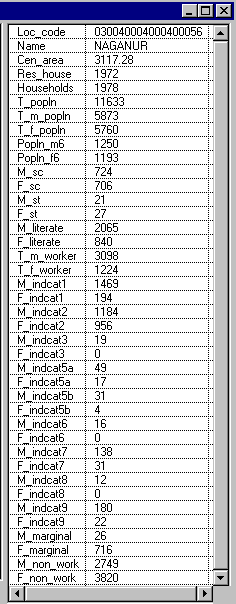 Loc_code 030040004000400056
Name NAGANUR
Cen_area 3117.28
Res_house 1972
Households 1978
T_popln 11633
T_m_popln 5873
T_f_popln 5760
Popln_m6 1250
Popln_f6 1193
M_sc 724
F_sc 706
M_st 21
F_st 27
M_literate 2065
F_literate 840
T_m_worker 3098
T_f_worker 1224
M_indcat1 1469
F_indcat1 194
M_indcat2 1184
F_indcat2 956
M_indcat3 19
F_indcat3 0
M_indcat5a 49
F_indcat5a 17
M_indcat5b 31
F_indcat5b 4
M_indcat6 16
F_indcat6 0
M_indcat7 138
F_indcat7 31
M_indcat8 12
F_indcat8 0
M_indcat9 180
F_indcat9 22
M_marginal 26
F_marginal 716
M_non_work 2749
F_non_work 3820